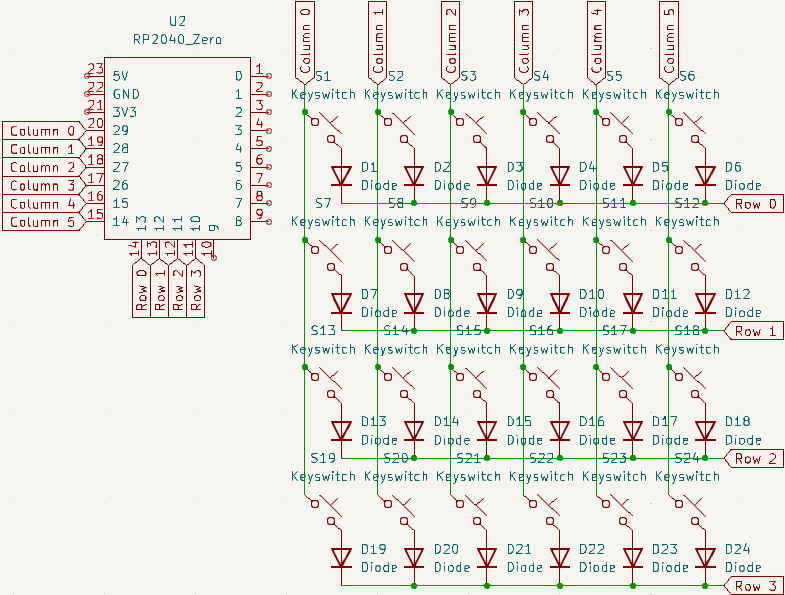 U2
RP2040_Zero
23 5V 0 1
22 GND 1 2
21 3V3 2 3
20 29 3 4
19 28 4 5
18 27 5 6
17 26 6 7
16 15 7 8
15 14 8 9
13 12 11 10 9
14 13 12 11 10
Column 0
Column 1
Column 2
Column 3
Column 4
Column 5
Row 0
Row 1
Row 2
Row 3
Column 0 Column 1 Column 2 Column 3 Column 4 Column 5
S1 S2 S3 S4 S5 S6
Keyswitch Keyswitch Keyswitch Keyswitch Keyswitch Keyswitch
D1 D2 D3 D4 D5 D6
Diode Diode Diode Diode Diode Diode
Row 0
S7 S8 S9 S10 S11 S12
Keyswitch Keyswitch Keyswitch Keyswitch Keyswitch Keyswitch
D7 D8 D9 D10 D11 D12
Diode Diode Diode Diode Diode Diode
Row 1
S13 S14 S15 S16 S17 S18
Keyswitch Keyswitch Keyswitch Keyswitch Keyswitch Keyswitch
D13 D14 D15 D16 D17 D18
Diode Diode Diode Diode Diode Diode
Row 2
S19 S20 S21 S22 S23 S24
Keyswitch Keyswitch Keyswitch Keyswitch Keyswitch Keyswitch
D19 D20 D21 D22 D23 D24
Diode Diode Diode Diode Diode Diode
Row 3